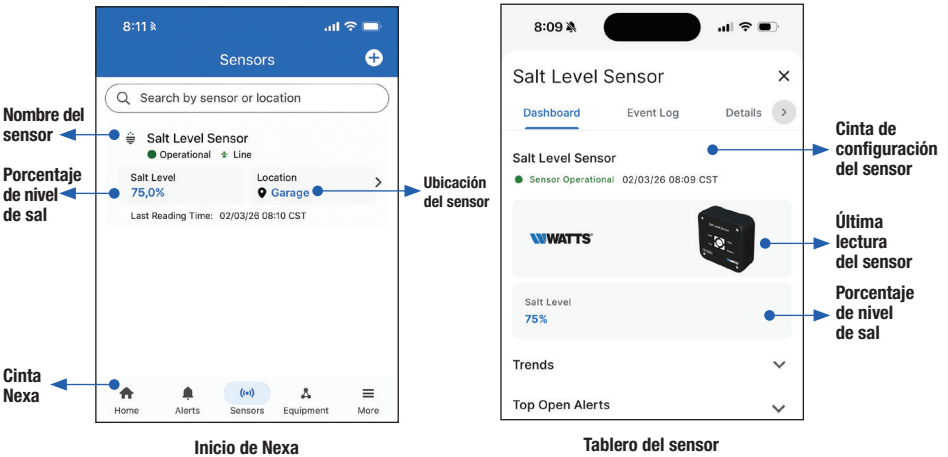 8:11
Sensors
Search by sensor or location
Nombre del
sensor
Salt Level Sensor
Operational Line
Porcentaje
de nivel
de sal
Salt Level
75,0%
Location
Garage
Ubicación
del sensor
Last Reading Time: 02/03/26 08:10 CST
Cinta
Nexa
Home
Alerts
Sensors
Equipment
More
Inicio de Nexa
8:09
Salt Level Sensor
Dashboard
Event Log
Details
Cinta de
configuración
del sensor
Salt Level Sensor
Sensor Operational 02/03/26 08:09 CST
WATTS
Última
lectura
del sensor
Salt Level
75%
Porcentaje
de nivel
de sal
Trends
Top Open Alerts
Tablero del sensor